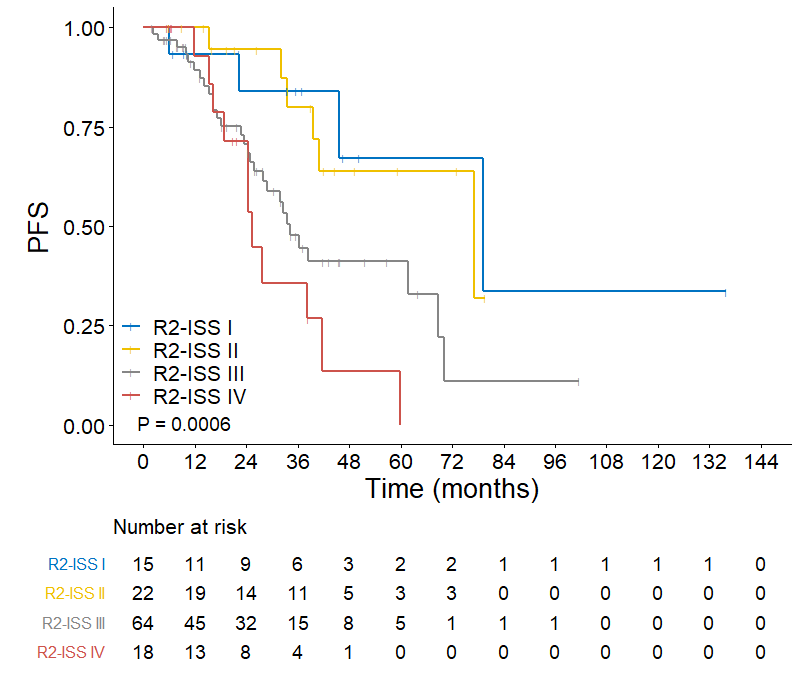 PFS
1.00
0.75
0.50
0.25
0.00
R2-ISS I
R2-ISS II
R2-ISS III
R2-ISS IV
P = 0.0006
0 12 24 36 48 60 72 84 96 108 120 132 144
Time (months)
Number at risk
R2-ISS I 15 11 9 6 3 2 2 1 1 1 1 1 0
R2-ISS II 22 19 14 11 5 3 3 0 0 0 0 0 0
R2-ISS III 64 45 32 15 8 5 1 1 1 0 0 0 0
R2-ISS IV 18 13 8 4 1 0 0 0 0 0 0 0 0